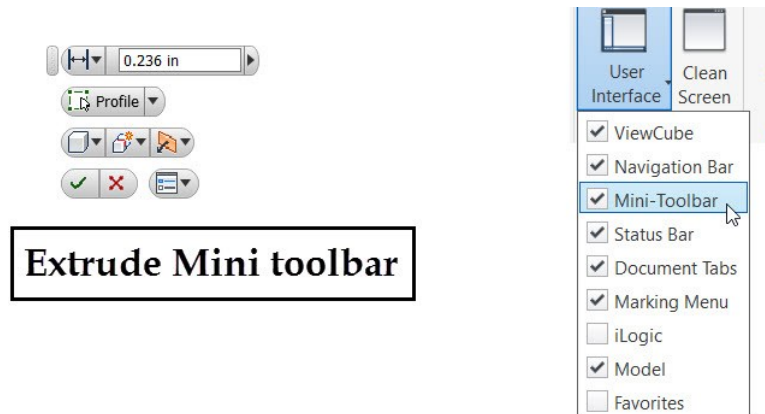 0.236 in
Profile
Extrude Mini toolbar
User
Interface
Clean
Screen
ViewCube
Navigation Bar
Mini-Toolbar
Status Bar
Document Tabs
Marking Menu
iLogic
Model
Favorites